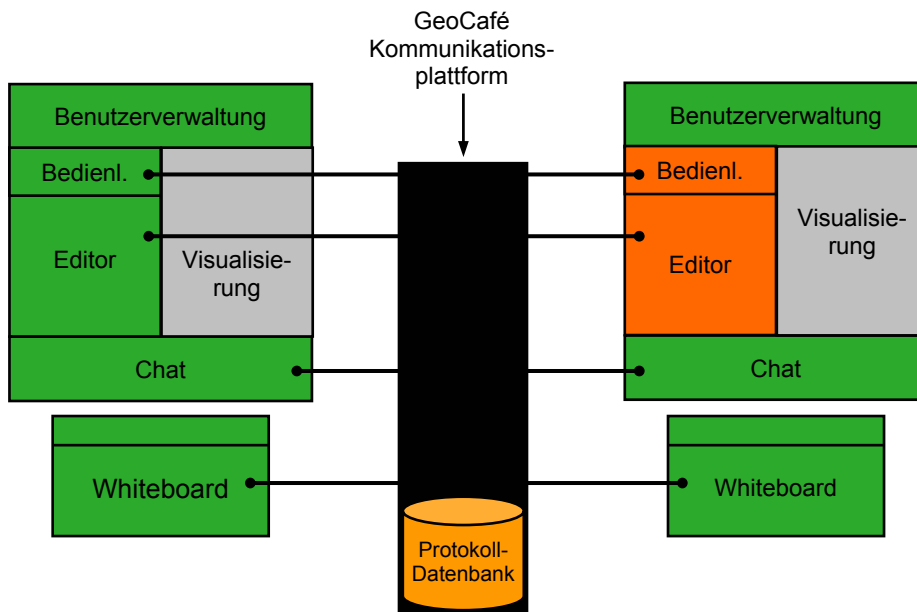 GeoCafé
Kommunikations-
plattform
Benutzerverwaltung
Bedienl.
Editor
Visualisie-
rung
Chat
Whiteboard
Benutzerverwaltung
Bedienl.
Editor
Visualisie-
rung
Chat
Whiteboard
Protokoll-
Datenbank